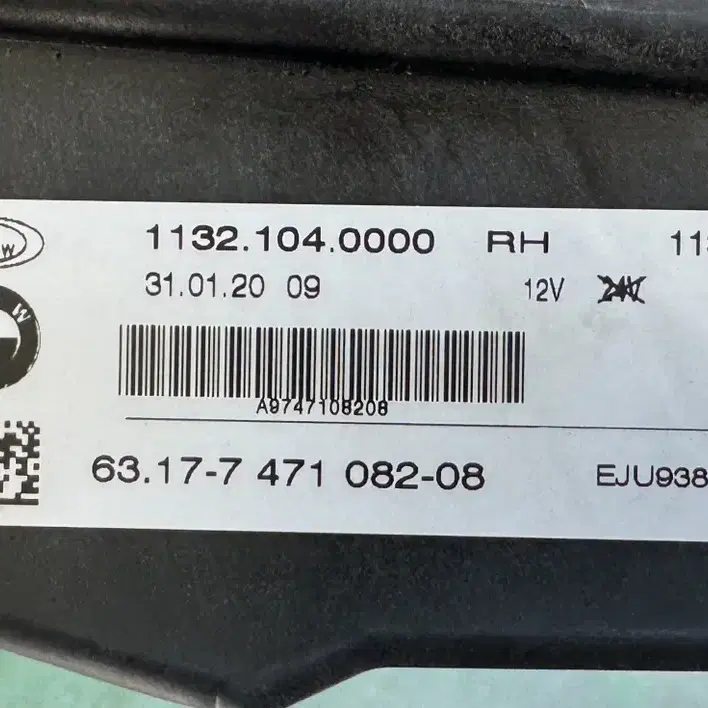 1132.104.0000 RH
31.01.20 09 12V 24V
A9747108208
63.17-7 471 082-08 EJU938